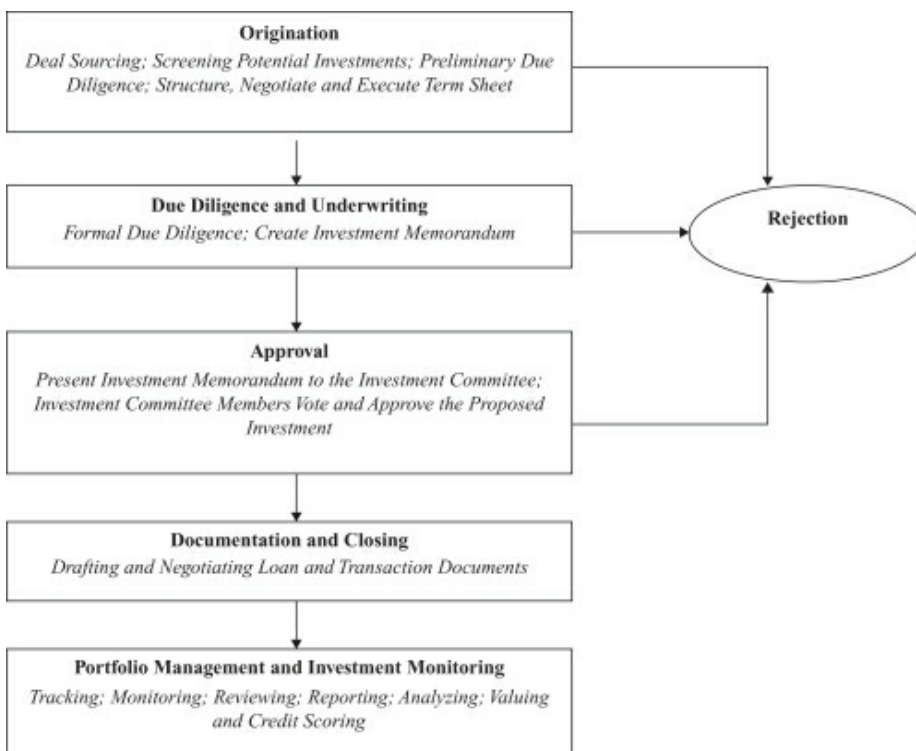 Origination
Deal Sourcing; Screening Potential Investments; Preliminary Due
Diligence; Structure, Negotiate and Execute Term Sheet
Due Diligence and Underwriting
Formal Due Diligence; Create Investment Memorandum
Rejection
Approval
Present Investment Memorandum to the Investment Committee;
Investment Committee Members Vote and Approve the Proposed
Investment
Documentation and Closing
Drafting and Negotiating Loan and Transaction Documents
Portfolio Management and Investment Monitoring
Tracking; Monitoring; Reviewing; Reporting; Analyzing; Valuing
and Credit Scoring